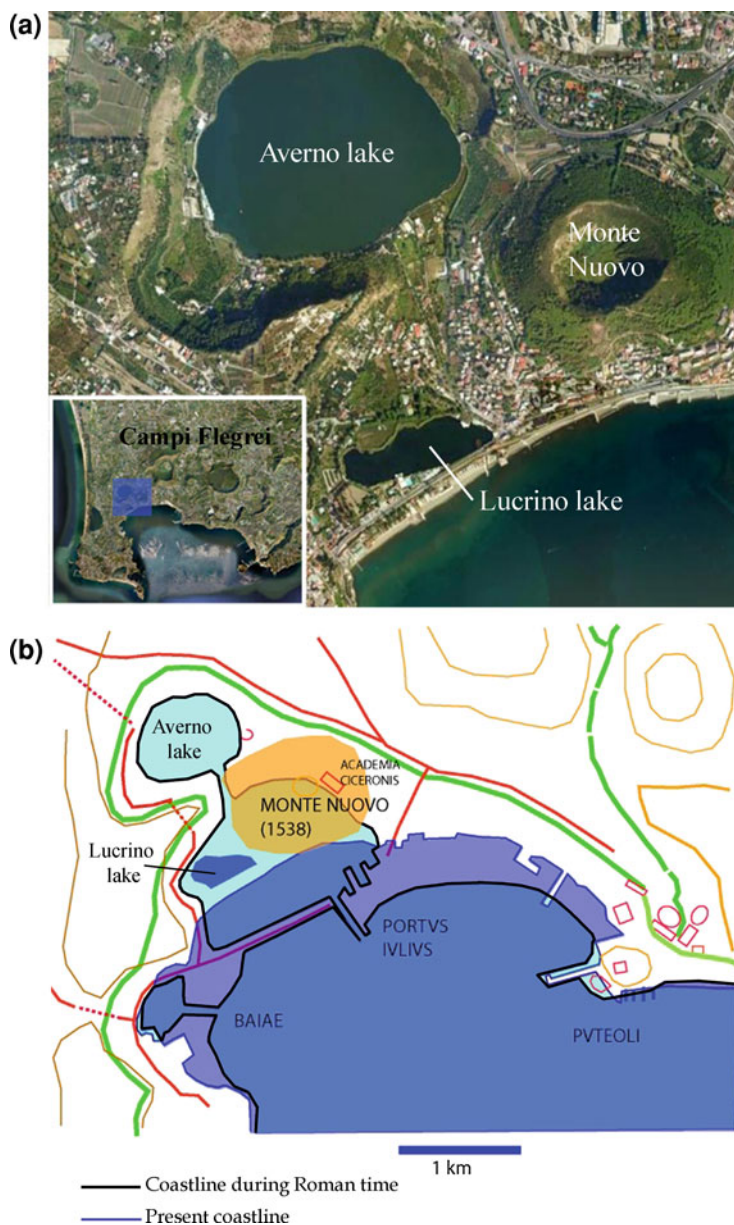 (a)
Averno lake
Monte
Nuovo
Campi Flegrei
Lucrino lake
(b)
Averno
lake
ACADEMIA
CICERONIS
MONTE NUOVO
(1538)
Lucrino
lake
PORTVS
IVLIVS
BAIAE
PVTEOLI
1 km
Coastline during Roman time
Present coastline